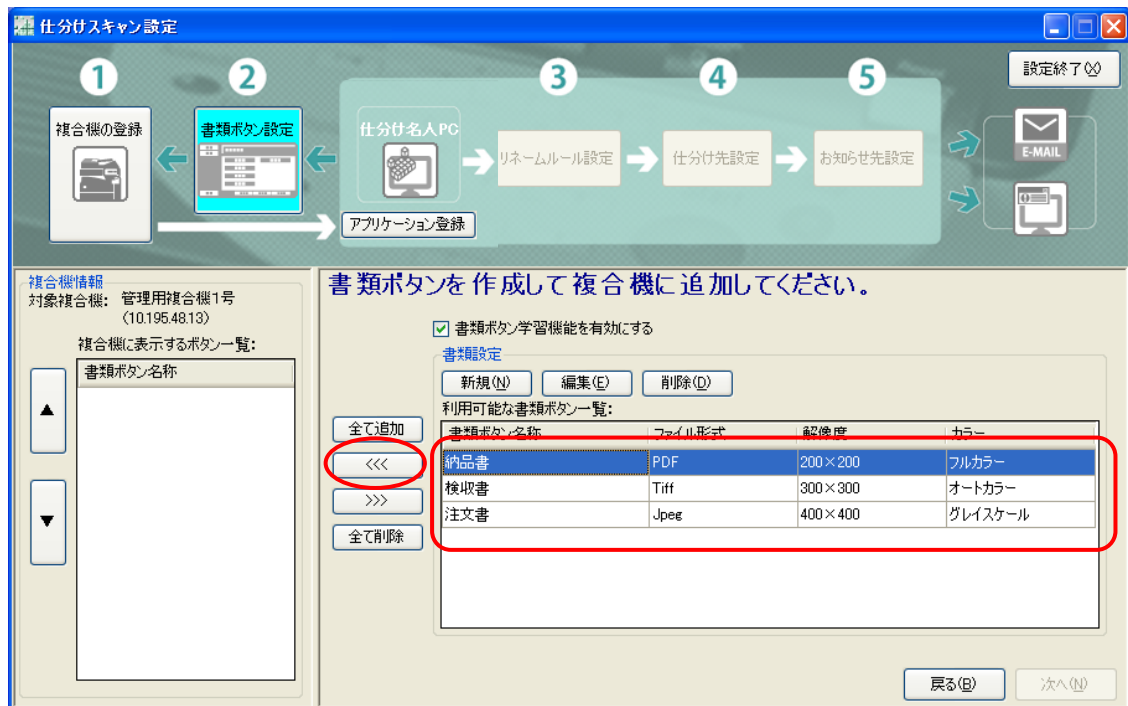 仕分けスキャン設定
1
2
3
4
5
設定終了(X)
複合機の登録
書類ボタン設定
仕分け名人PC
リネームルール設定
仕分け先設定
お知らせ先設定
E-MAIL
アプリケーション登録
複合機情報
対象複合機: 管理用複合機1号
(10.195.48.13)
複合機に表示するボタン一覧:
書類ボタン名称
▲
▼
書類ボタンを作成して複合機に追加してください。
書類ボタン学習機能を有効にする
書類設定
新規(N) 編集(E) 削除(D)
利用可能な書類ボタン一覧:
全て追加
<<<
>>>
全て削除
書類ボタン名称 ファイル形式 解像度 カラー
納品書 PDF 200×200 フルカラー
検収書 Tiff 300×300 オートカラー
注文書 Jpeg 400×400 グレイスケール
戻る(B) 次へ(N)